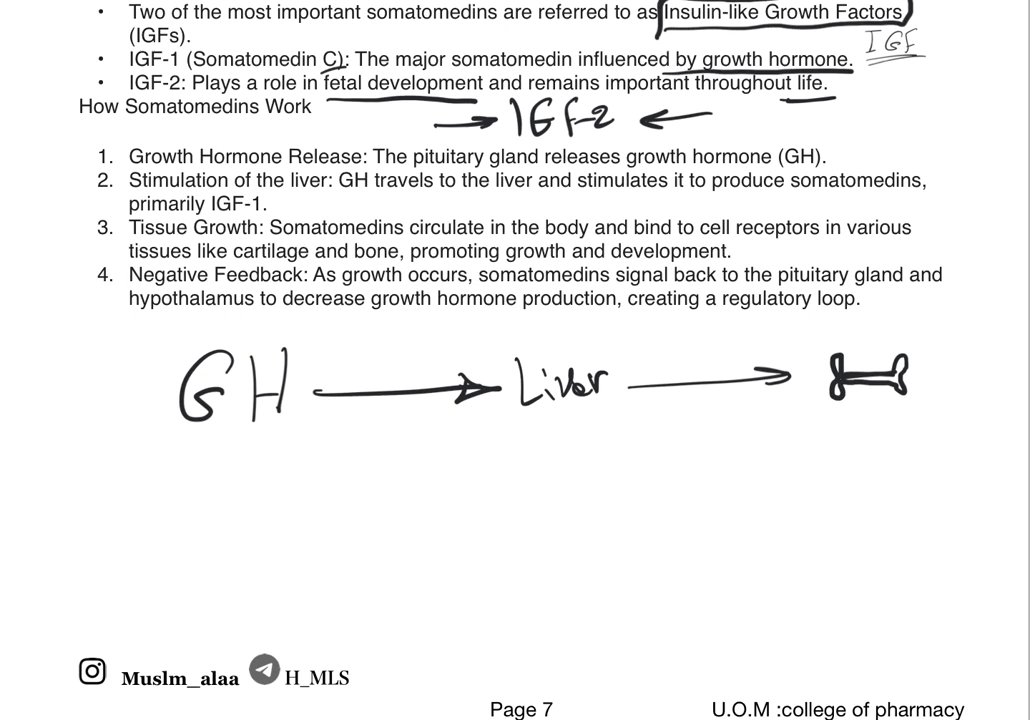 • Two of the most important somatomedins are referred to as Insulin-like Growth Factors
(IGFs).
IGF
• IGF-1 (Somatomedin C): The major somatomedin influenced by growth hormone.
• IGF-2: Plays a role in fetal development and remains important throughout life.
How Somatomedins Work
→ IGF-2 ←
1. Growth Hormone Release: The pituitary gland releases growth hormone (GH).
2. Stimulation of the liver: GH travels to the liver and stimulates it to produce somatomedins,
primarily IGF-1.
3. Tissue Growth: Somatomedins circulate in the body and bind to cell receptors in various
tissues like cartilage and bone, promoting growth and development.
4. Negative Feedback: As growth occurs, somatomedins signal back to the pituitary gland and
hypothalamus to decrease growth hormone production, creating a regulatory loop.
GH → Liver →
Muslm_alaa H_MLS
Page 7 U.O.M :college of pharmacy